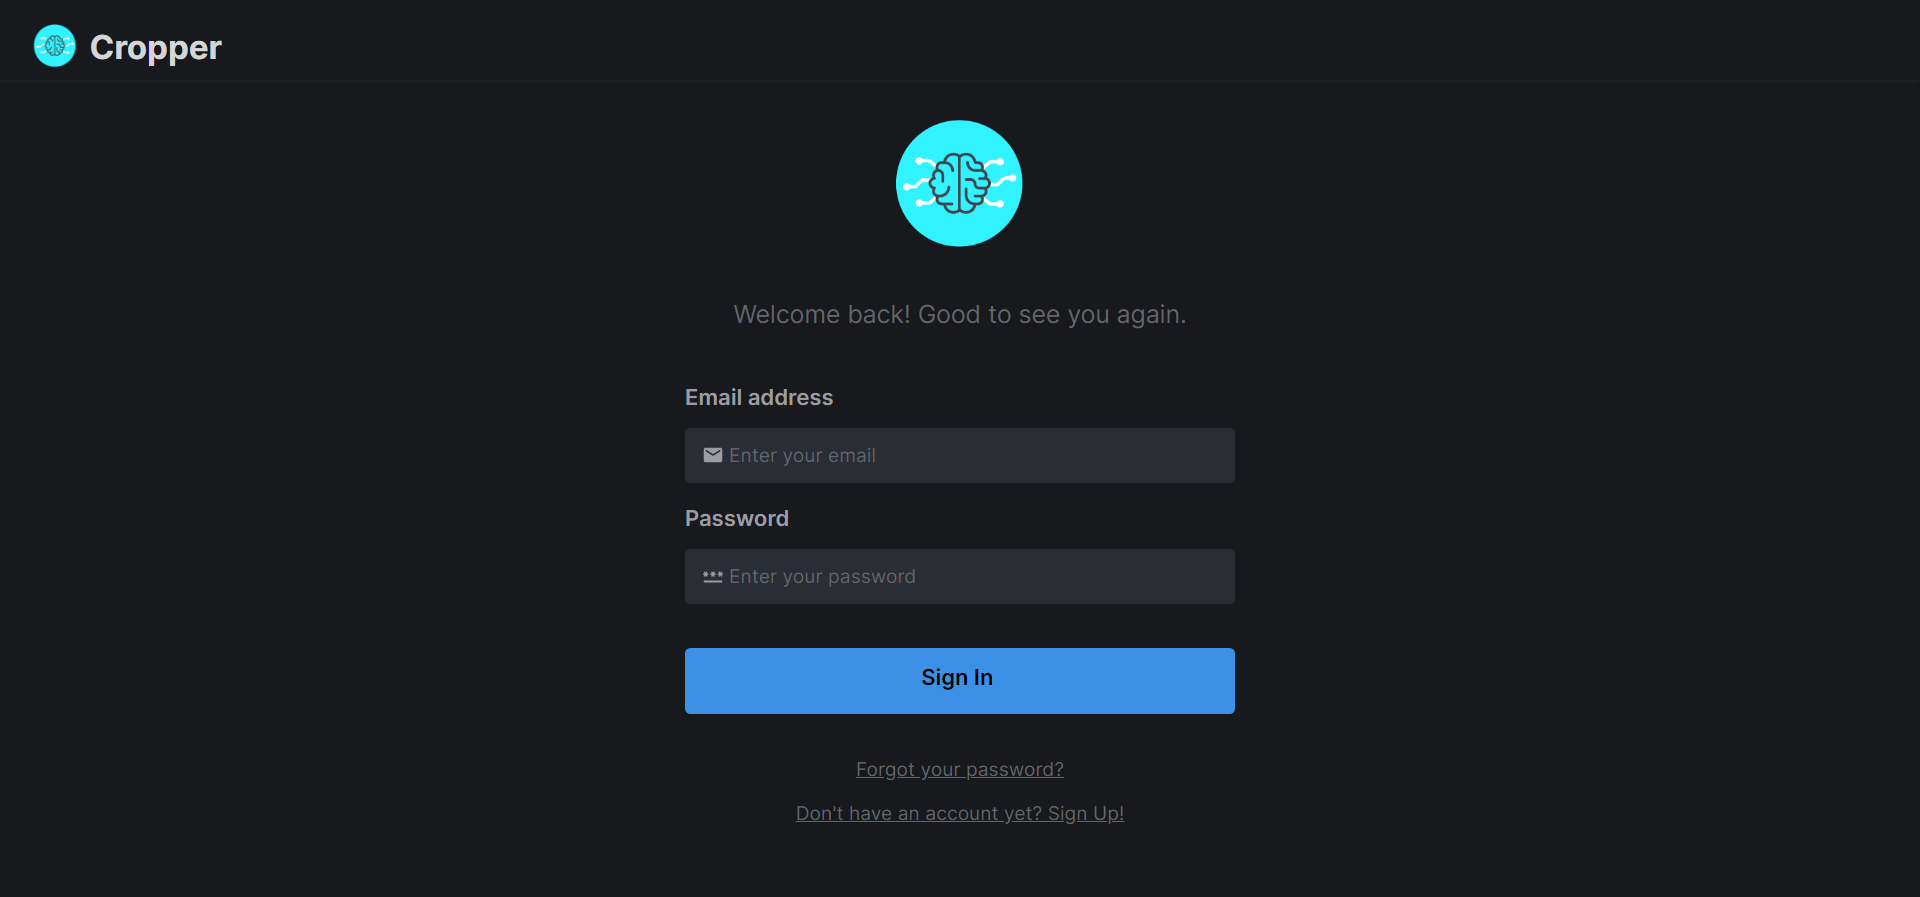 Cropper
Welcome back! Good to see you again.
Email address
Enter your email
Password
Enter your password
Sign In
Forgot your password?
Don't have an account yet? Sign Up!